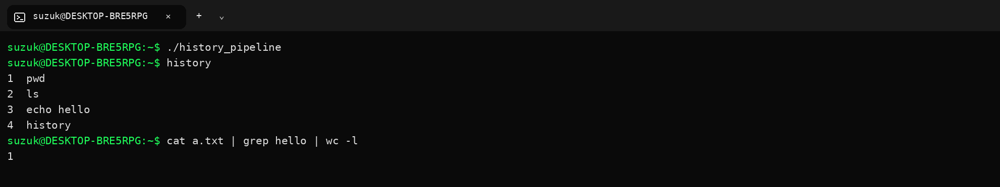 suzuk@DESKTOP-BRE5RPG × + ⌄
suzuk@DESKTOP-BRE5RPG:~$ ./history_pipeline
suzuk@DESKTOP-BRE5RPG:~$ history
1  pwd
2  ls
3  echo hello
4  history
suzuk@DESKTOP-BRE5RPG:~$ cat a.txt | grep hello | wc -l
1